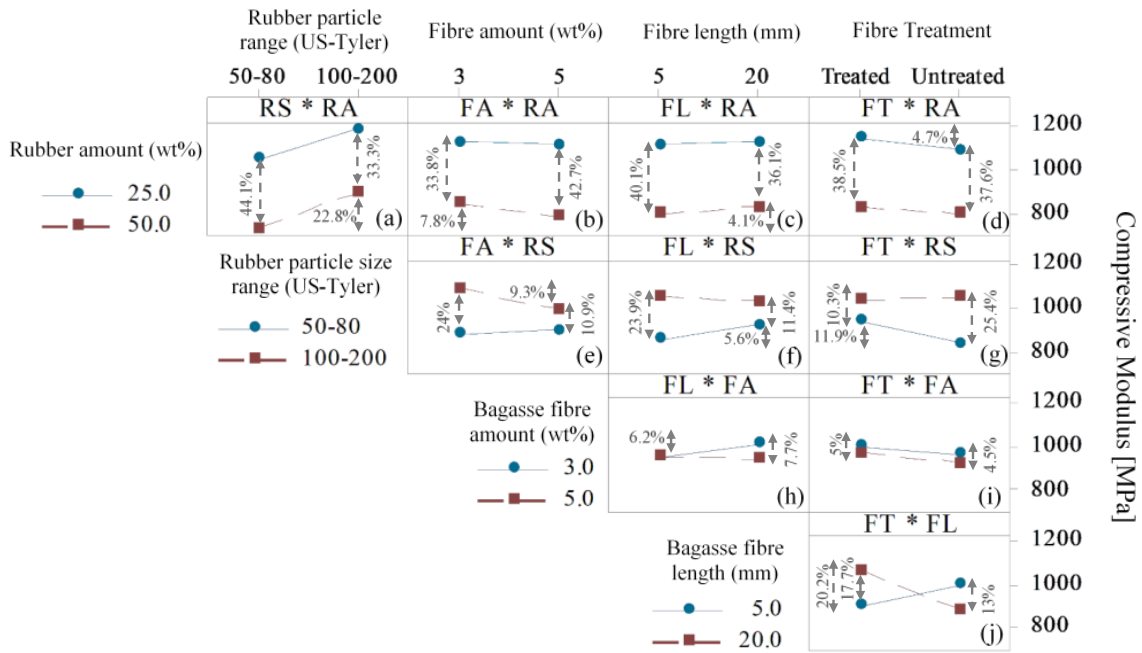 Rubber particle
range (US-Tyler)
Fibre amount (wt%)
Fibre length (mm)
Fibre Treatment
50-80
100-200
3
5
5
20
Treated
Untreated
RS * RA
FA * RA
FL * RA
FT * RA
Rubber amount (wt%)
25.0
50.0
44.1%
33.3%
22.8%
(a)
33.8%
7.8%
42.7%
(b)
40.1%
36.1%
4.1%
(c)
38.5%
4.7%
37.6%
(d)
1200
1000
800
FA * RS
FL * RS
FT * RS
Rubber particle size
range (US-Tyler)
50-80
100-200
24%
9.3%
10.9%
(e)
23.9%
11.4%
5.6%
(f)
10.3%
11.9%
25.4%
(g)
1200
1000
800
FL * FA
FT * FA
Bagasse fibre
amount (wt%)
3.0
5.0
6.2%
7.7%
(h)
5%
4.5%
(i)
1200
1000
800
FT * FL
Bagasse fibre
length (mm)
5.0
20.0
20.2%
17.7%
13%
(j)
1200
1000
800
Compressive Modulus [MPa]